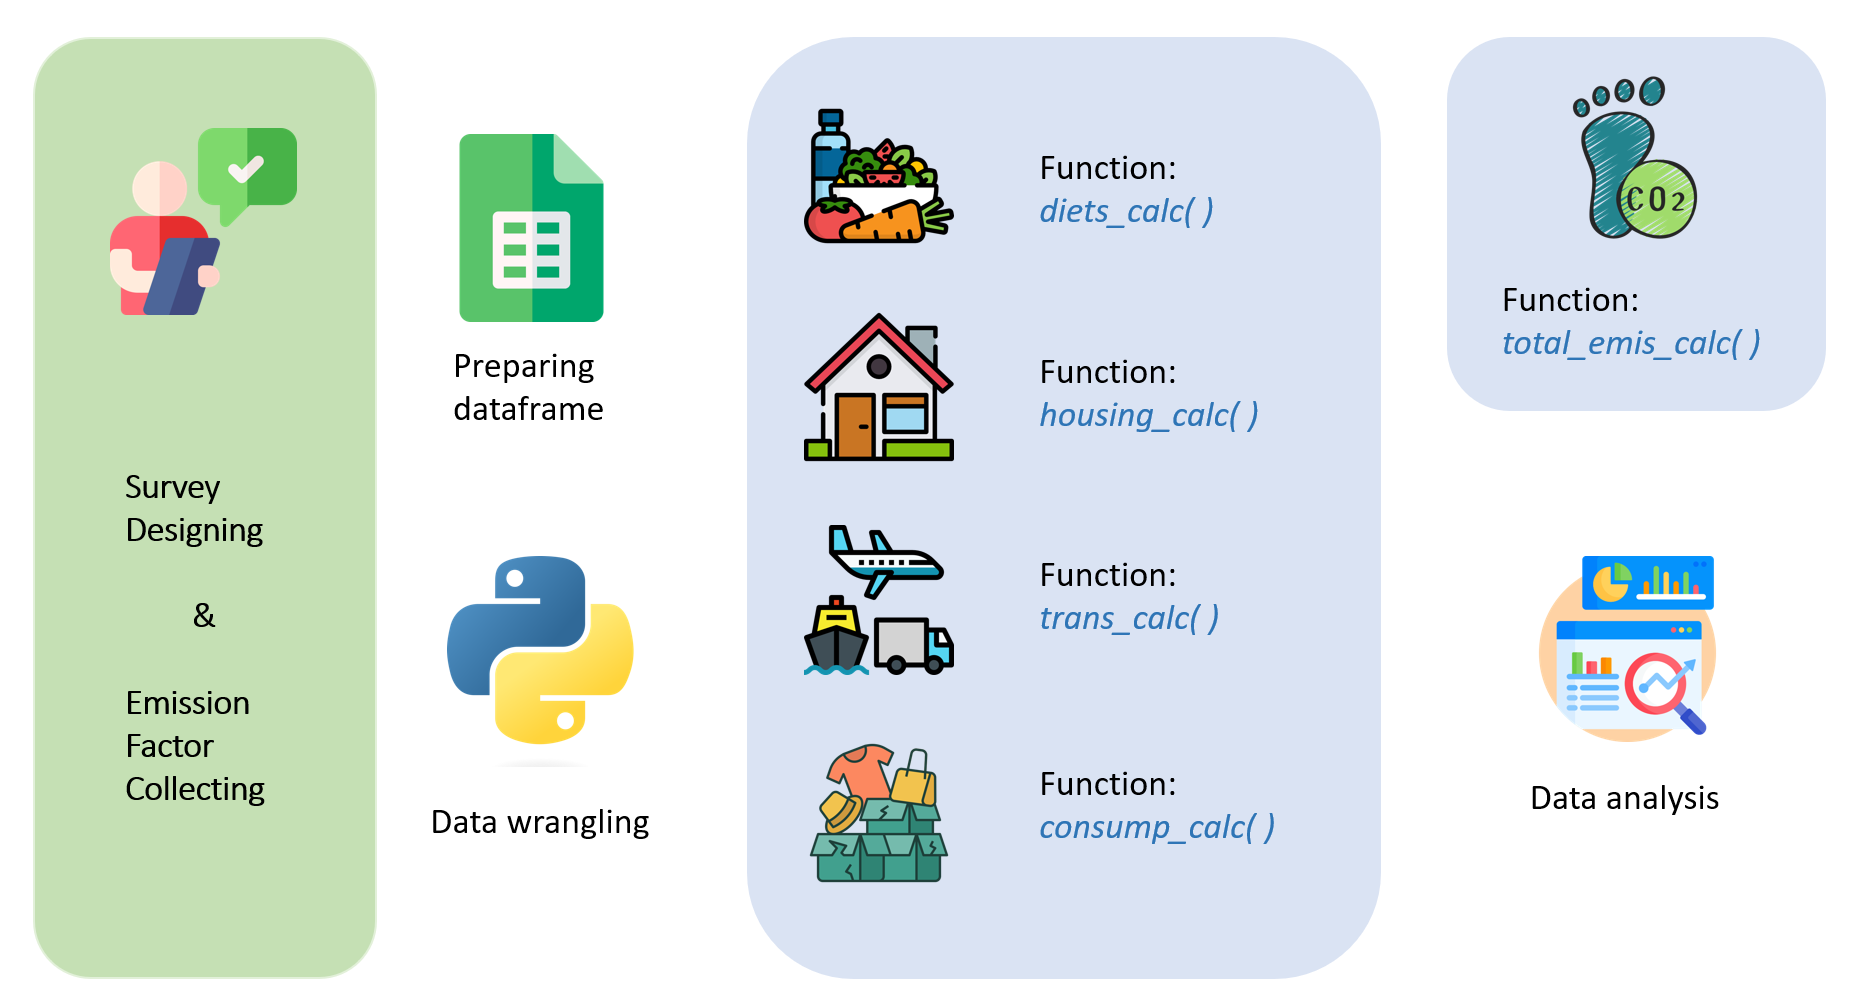 Survey
Designing
&
Emission
Factor
Collecting
Preparing
dataframe
Data wrangling
Function:
diets_calc( )
Function:
housing_calc( )
Function:
trans_calc( )
Function:
consump_calc( )
CO2
Function:
total_emis_calc( )
Data analysis